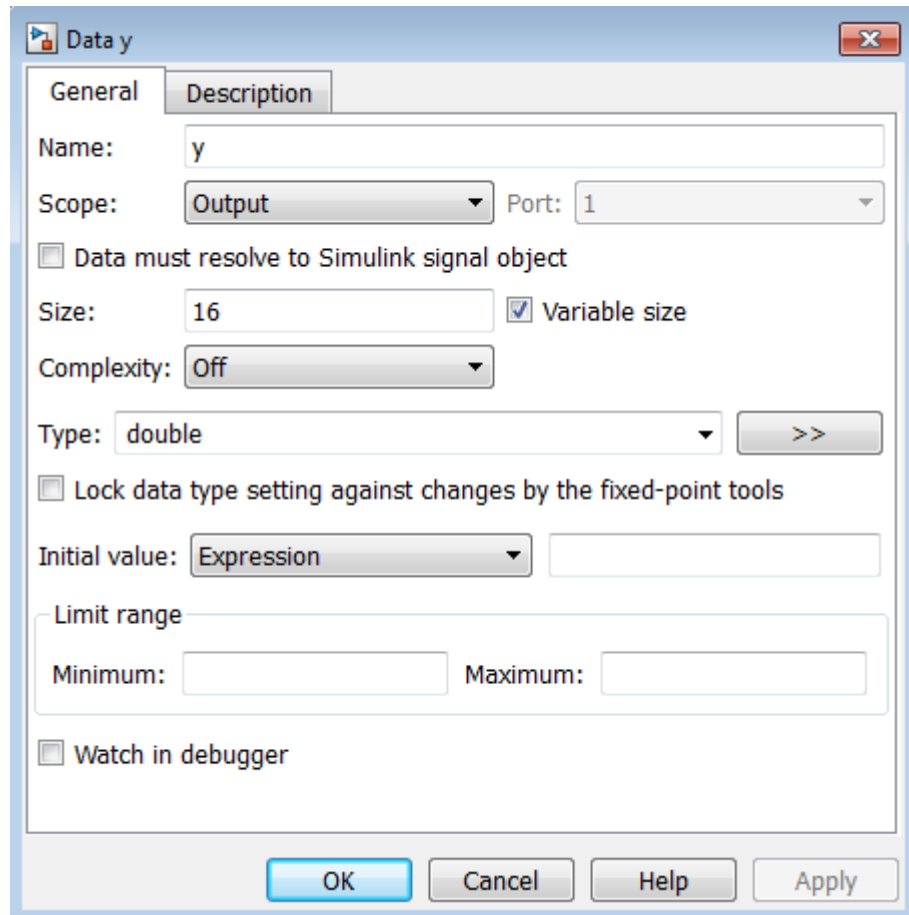 Data y
General Description
Name: y
Scope: Output Port: 1
Data must resolve to Simulink signal object
Size: 16 Variable size
Complexity: Off
Type: double >>
Lock data type setting against changes by the fixed-point tools
Initial value: Expression
Limit range
Minimum: Maximum:
Watch in debugger
OK Cancel Help Apply